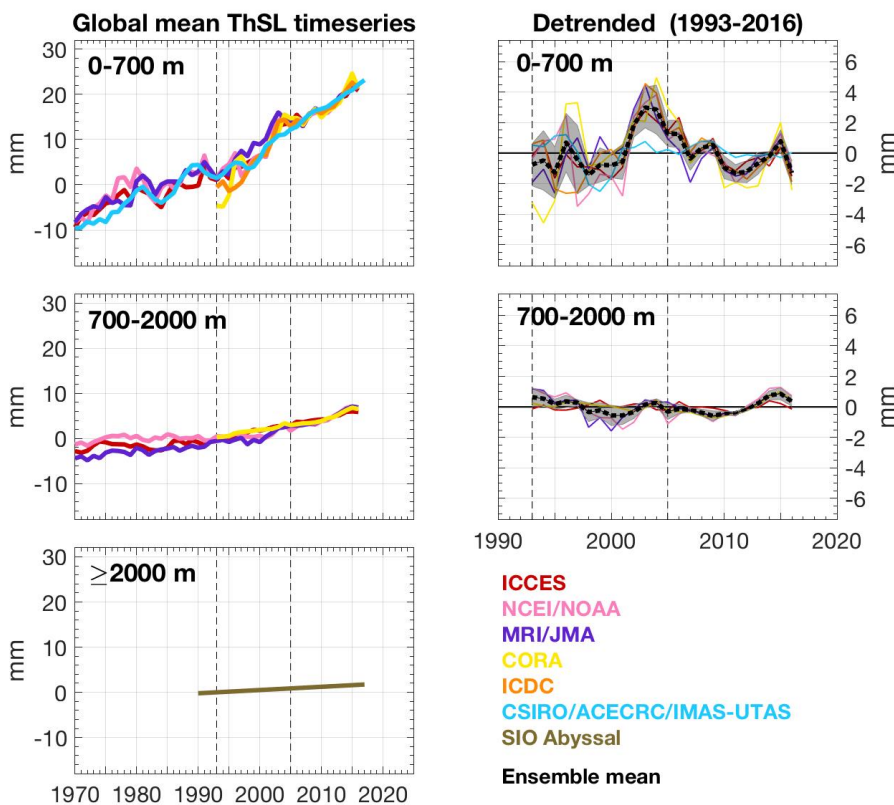 Global mean ThSL timeseries
Detrended (1993-2016)
0-700 m
30
20
10
0
-10
mm
0-700 m
6
4
2
0
-2
-4
-6
mm
700-2000 m
30
20
10
0
-10
mm
700-2000 m
6
4
2
0
-2
-4
-6
mm
1990 2000 2010 2020
≥2000 m
30
20
10
0
-10
mm
1970 1980 1990 2000 2010 2020
ICCES
NCEI/NOAA
MRI/JMA
CORA
ICDC
CSIRO/ACECRC/IMAS-UTAS
SIO Abyssal
Ensemble mean